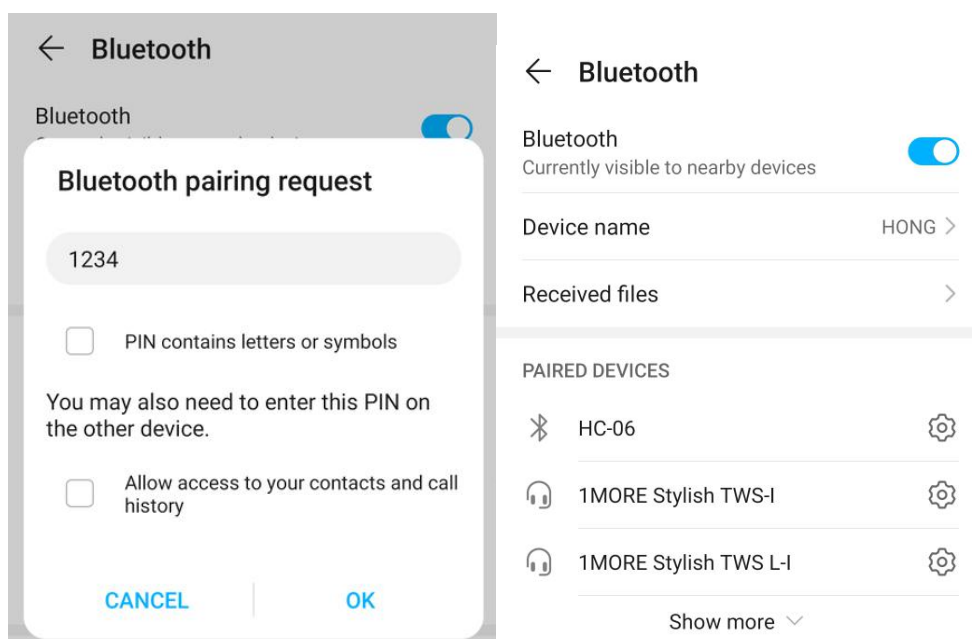 Bluetooth
Bluetooth
Bluetooth pairing request
1234
PIN contains letters or symbols
You may also need to enter this PIN on
the other device.
Allow access to your contacts and call
history
CANCEL
OK
Bluetooth
Bluetooth
Currently visible to nearby devices
Device name
HONG
Received files
PAIRED DEVICES
HC-06
1MORE Stylish TWS-I
1MORE Stylish TWS L-I
Show more